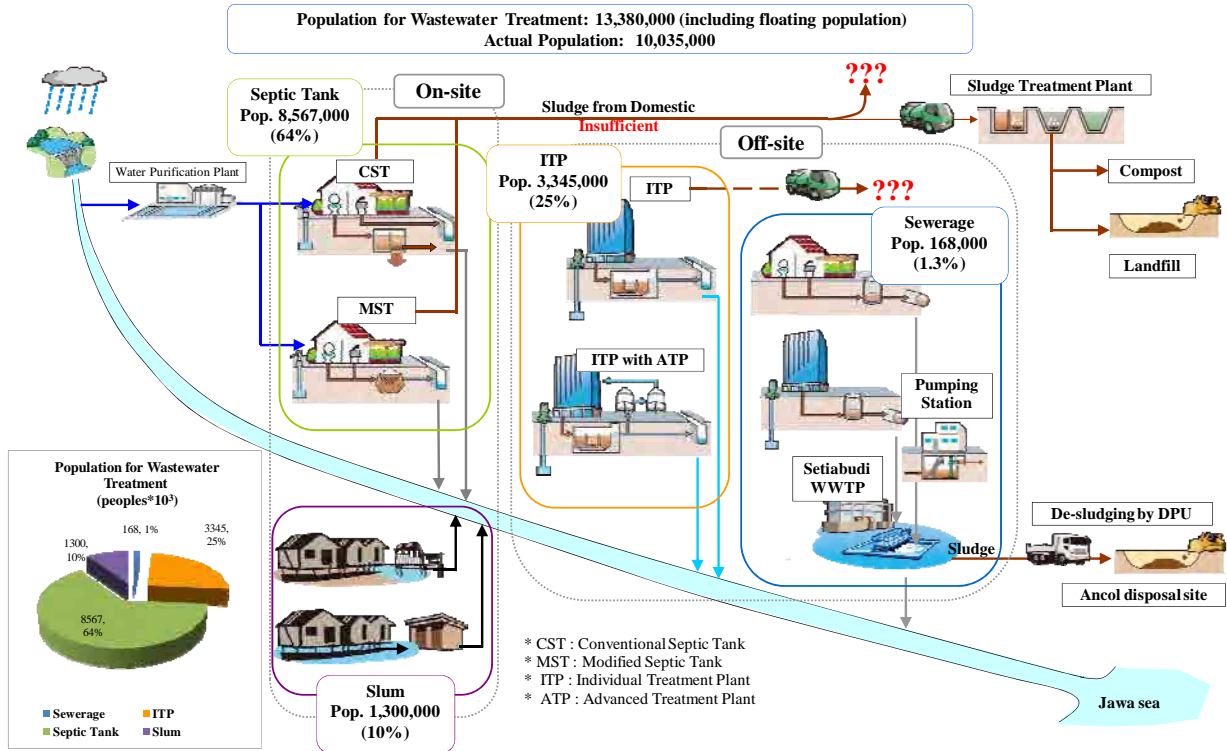 Population for Wastewater Treatment: 13,380,000 (including floating population)
Actual Population: 10,035,000
Septic Tank
Pop. 8,567,000
(64%)
On-site
Sludge from Domestic
Insufficient
???
Sludge Treatment Plant
Off-site
Water Purification Plant
CST
ITP
Pop. 3,345,000
(25%)
ITP
???
Compost
Sewerage
Pop. 168,000
(1.3%)
Landfill
MST
ITP with ATP
Pumping
Station
Setiabudi
WWTP
Sludge
De-sludging by DPU
Ancol disposal site
Population for Wastewater
Treatment
(peoples*10³)
168, 1%
3345,
25%
1300,
10%
8567,
64%
Sewerage
ITP
Septic Tank
Slum
Slum
Pop. 1,300,000
(10%)
* CST : Conventional Septic Tank
* MST : Modified Septic Tank
* ITP : Individual Treatment Plant
* ATP : Advanced Treatment Plant
Jawa sea